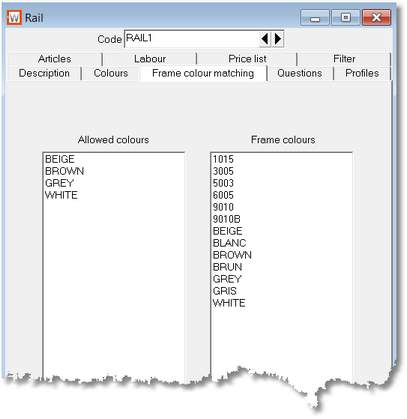 Rail
Code RAIL1
Articles Labour Price list Filter
Description Colours Frame colour matching Questions Profiles
Allowed colours Frame colours
BEIGE 1015
BROWN 3005
GREY 5003
WHITE 6005
9010
9010B
BEIGE
BLANC
BROWN
BRUN
GREY
GRIS
WHITE